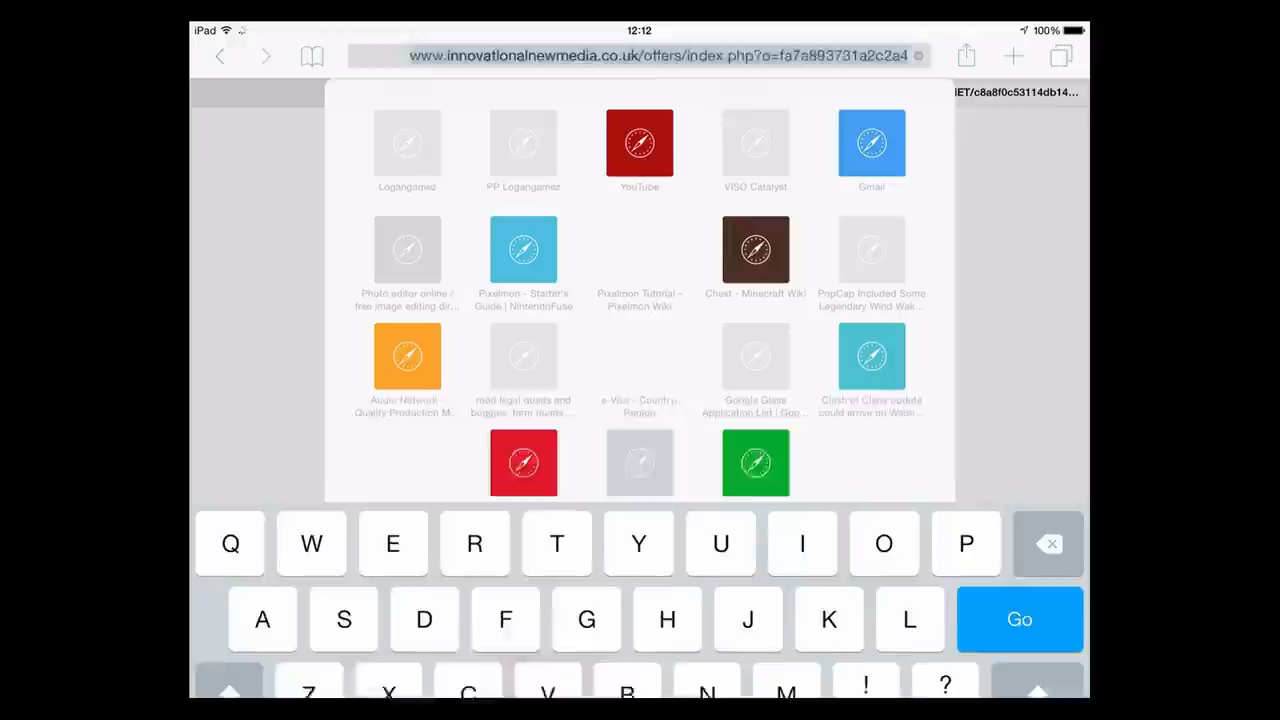 iPad
12:12
100%
www.innovationalnewmedia.co.uk/offers/index.php?o=fa7a893731a2c2a4
NET/c8a8f0c53114db14...
Logangamez
PP Logangamez
YouTube
VISO Catalyst
Gmail
Photo editor online /
free image editing dir...
Pixelmon - Starter's
Guide | NintendoFuse
Pixelmon Tutorial -
Pixelmon Wiki
Chest - Minecraft Wiki
PopCap Included Some
Legendary Wind Wak...
Audio Network -
Quality Production M...
road legal quads and
buggies, farm quads...
e-Visa - Country,
Region
Google Glass
Application List | Goo...
Clash of Clans update
could arrive on Wedn...
Q W E R T Y U I O P
A S D F G H J K L Go
Z X C V B N M ! ?